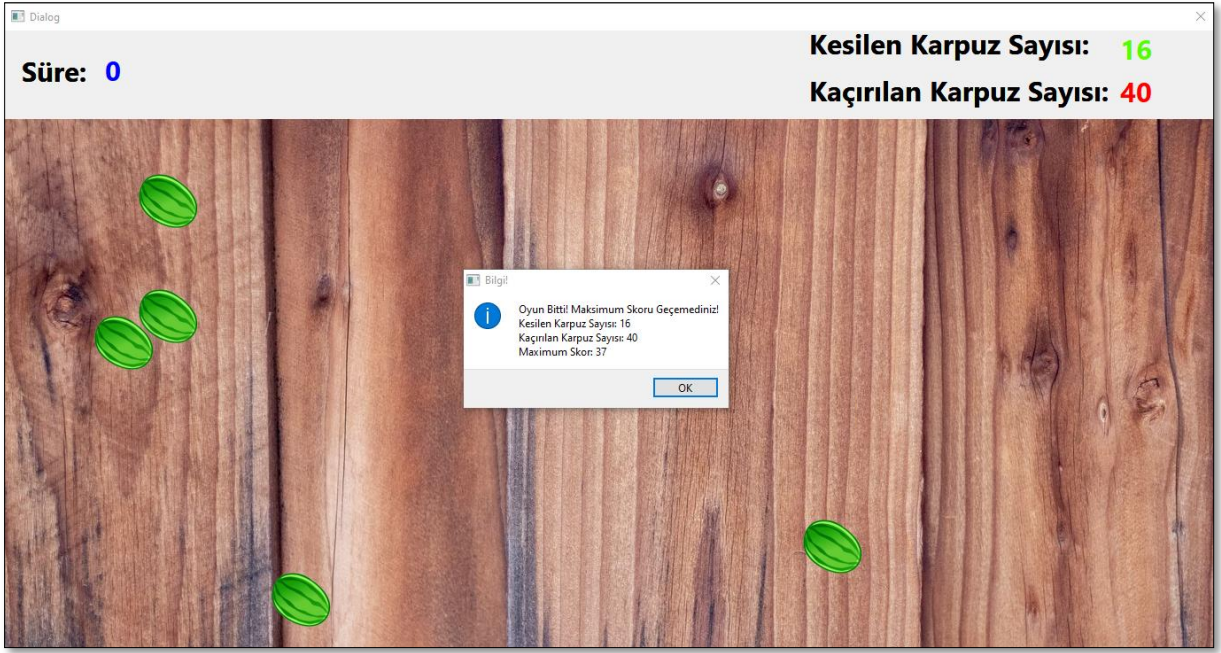 Dialog
Süre: 0
Kesilen Karpuz Sayısı: 16
Kaçırılan Karpuz Sayısı: 40
Bilgi!
Oyun Bitti! Maksimum Skoru Geçemediniz!
Kesilen Karpuz Sayısı: 16
Kaçırılan Karpuz Sayısı: 40
Maximum Skor: 37
OK